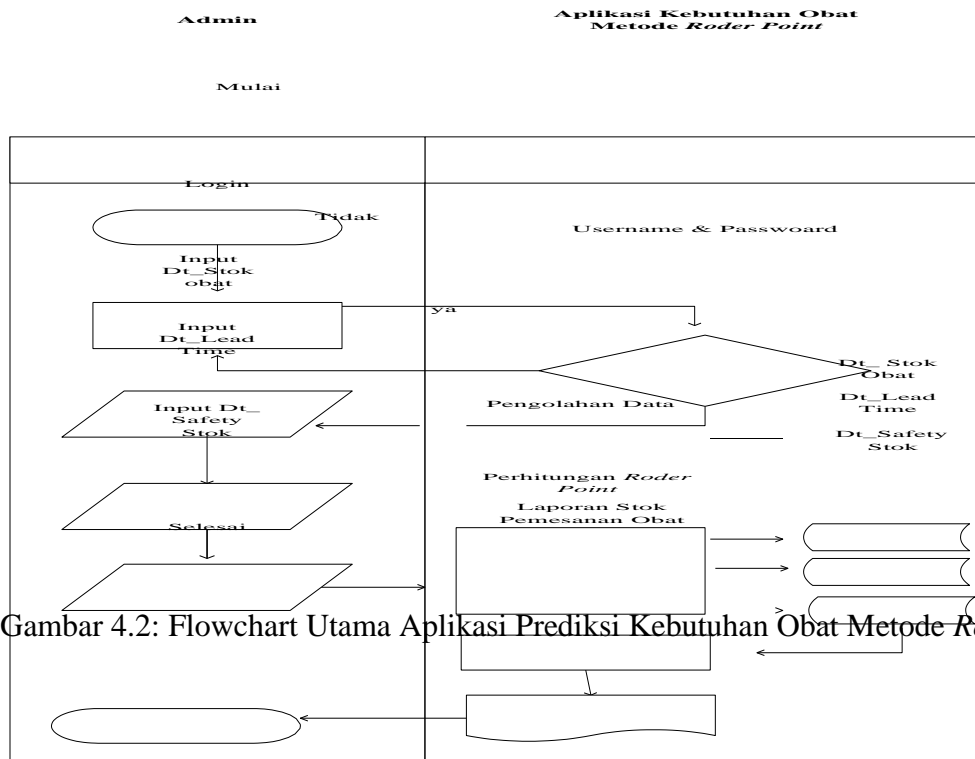 Admin
Aplikasi Kebutuhan Obat
Metode Roder Point
Mulai
Login
Tidak
Username & Passwoard
Input
Dt_Stok
obat
ya
Input
Dt_Lead
Time
Dt_ Stok
Obat
Input Dt_
Safety
Stok
Pengolahan Data
Dt_Lead
Time
Dt_Safety
Stok
Perhitungan Roder
Point
Laporan Stok
Pemesanan Obat
Selesai
Gambar 4.2: Flowchart Utama Aplikasi Prediksi Kebutuhan Obat Metode